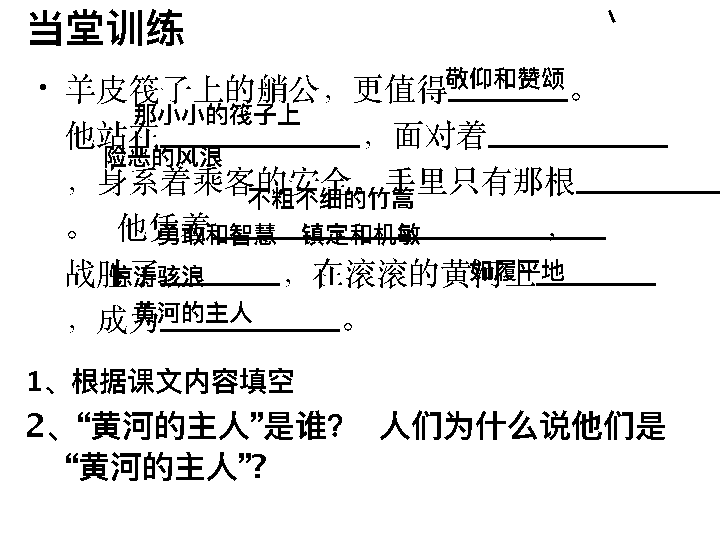 当堂训练
• 羊皮筏子上的艄公，更值得敬仰和赞颂。
那小小的筏子上
他站在，面对着
险恶的风浪
，身系着乘客的安全，手里只有那根
不粗不细的竹篙
。 他凭着，
勇敢和智慧 镇定和机敏
战胜了，在滚滚的黄河上
惊涛骇浪 如履平地
，成为。
黄河的主人
1、根据课文内容填空
2、“黄河的主人”是谁？ 人们为什么说他们是
“黄河的主人”？